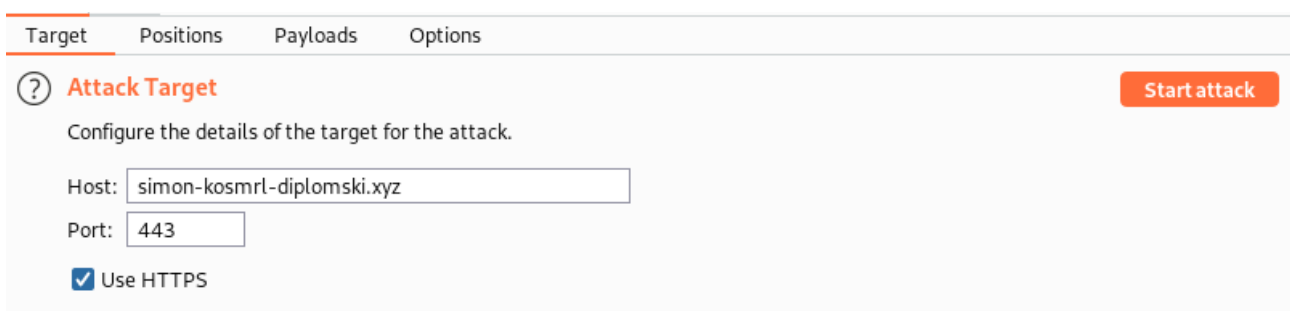 Target Positions Payloads Options
? Attack Target Start attack
Configure the details of the target for the attack.
Host: simon-kosmrl-diplomski.xyz
Port: 443
Use HTTPS